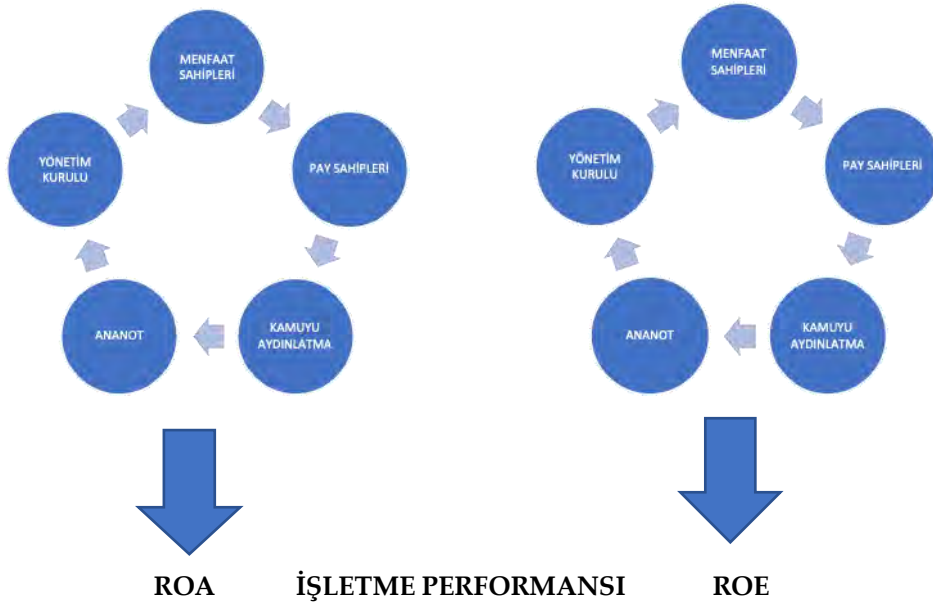 MENFAAT
SAHİPLERİ
PAY SAHİPLERİ
KAMUYU
AYDINLATMA
ANANOT
YÖNETİM
KURULU
MENFAAT
SAHİPLERİ
PAY SAHİPLERİ
KAMUYU
AYDINLATMA
ANANOT
YÖNETİM
KURULU
ROA İŞLETME PERFORMANSI ROE